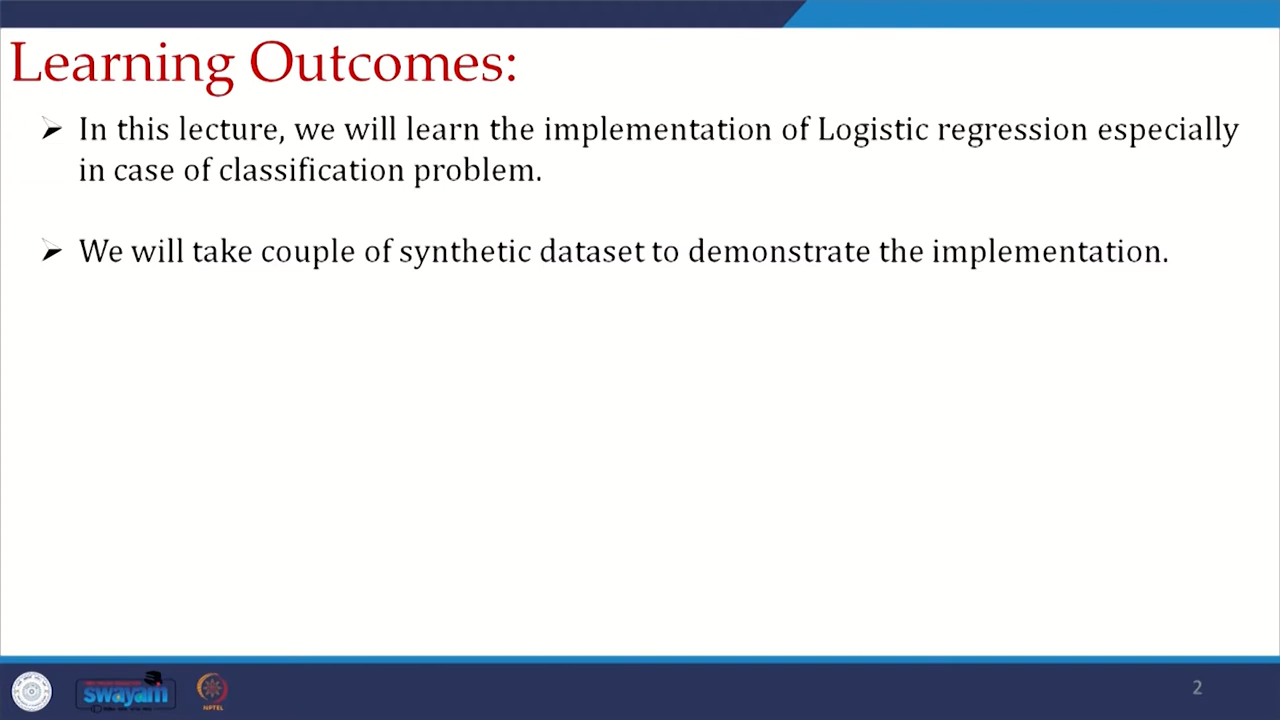 Learning Outcomes:
➢ In this lecture, we will learn the implementation of Logistic regression especially
in case of classification problem.
➢ We will take couple of synthetic dataset to demonstrate the implementation.
swayam
NPTEL
2